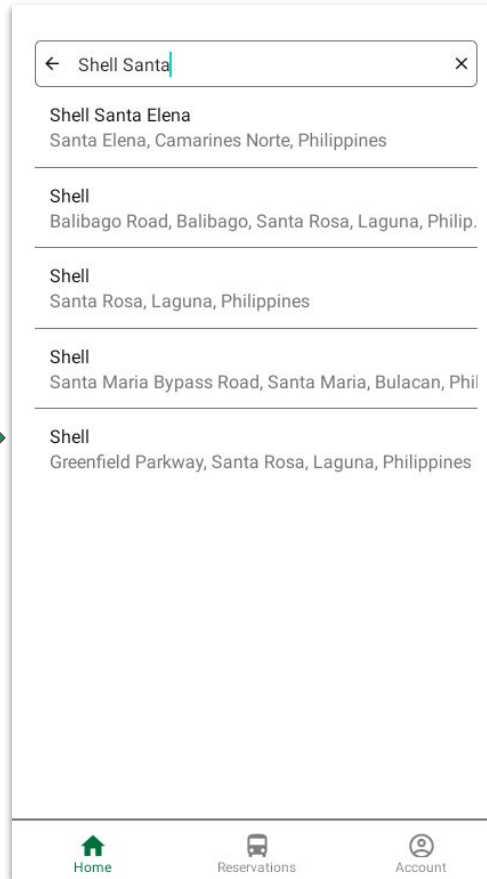 Shell Santa
Shell Santa Elena
Santa Elena, Camarines Norte, Philippines
Shell
Balibago Road, Balibago, Santa Rosa, Laguna, Philip.
Shell
Santa Rosa, Laguna, Philippines
Shell
Santa Maria Bypass Road, Santa Maria, Bulacan, Phil
Shell
Greenfield Parkway, Santa Rosa, Laguna, Philippines
Home
Reservations
Account